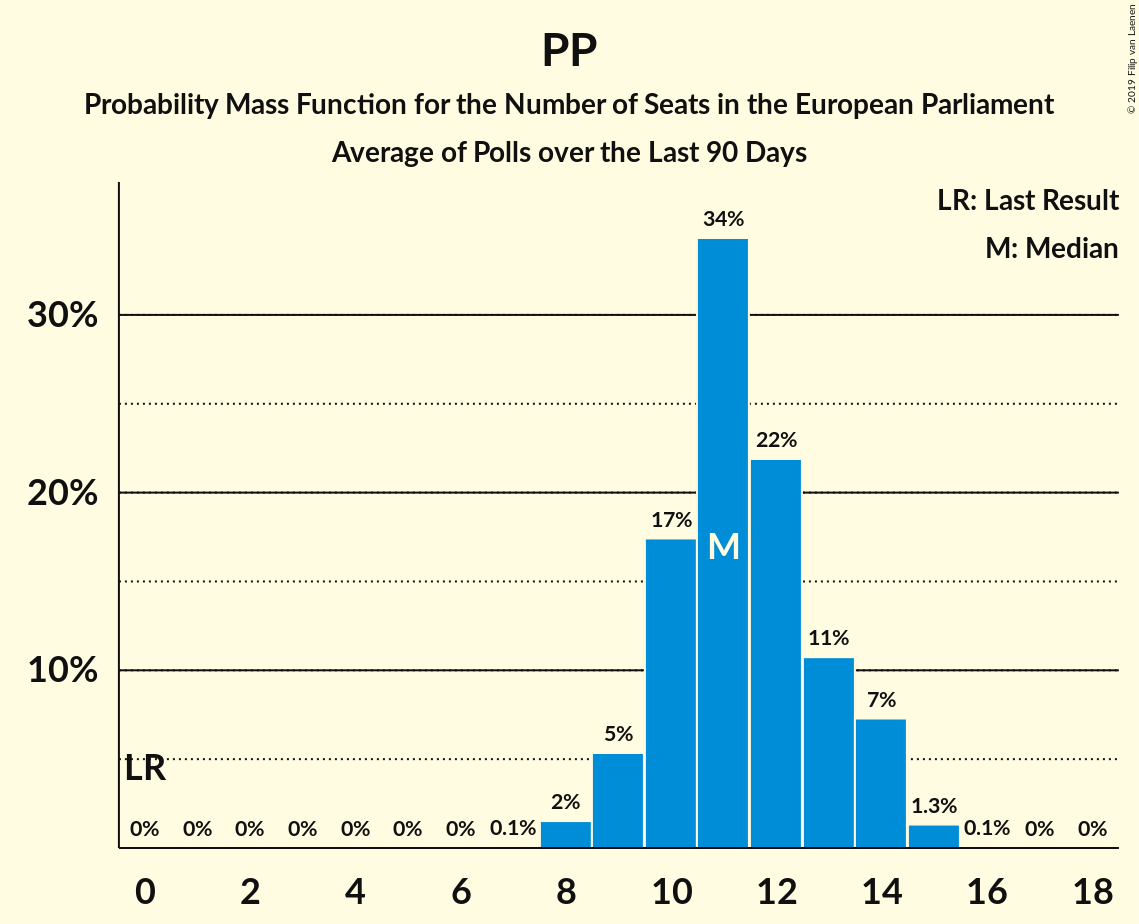 PP
Probability Mass Function for the Number of Seats in the European Parliament
Average of Polls over the Last 90 Days
© 2019 Filip van Laenen
LR: Last Result
M: Median
34%
30%
22%
20%
17%
M
11%
10%
7%
5%
LR
2%
1.3%
0% 0% 0% 0% 0% 0% 0% 0.1% 0.1% 0% 0%
0 2 4 6 8 10 12 14 16 18